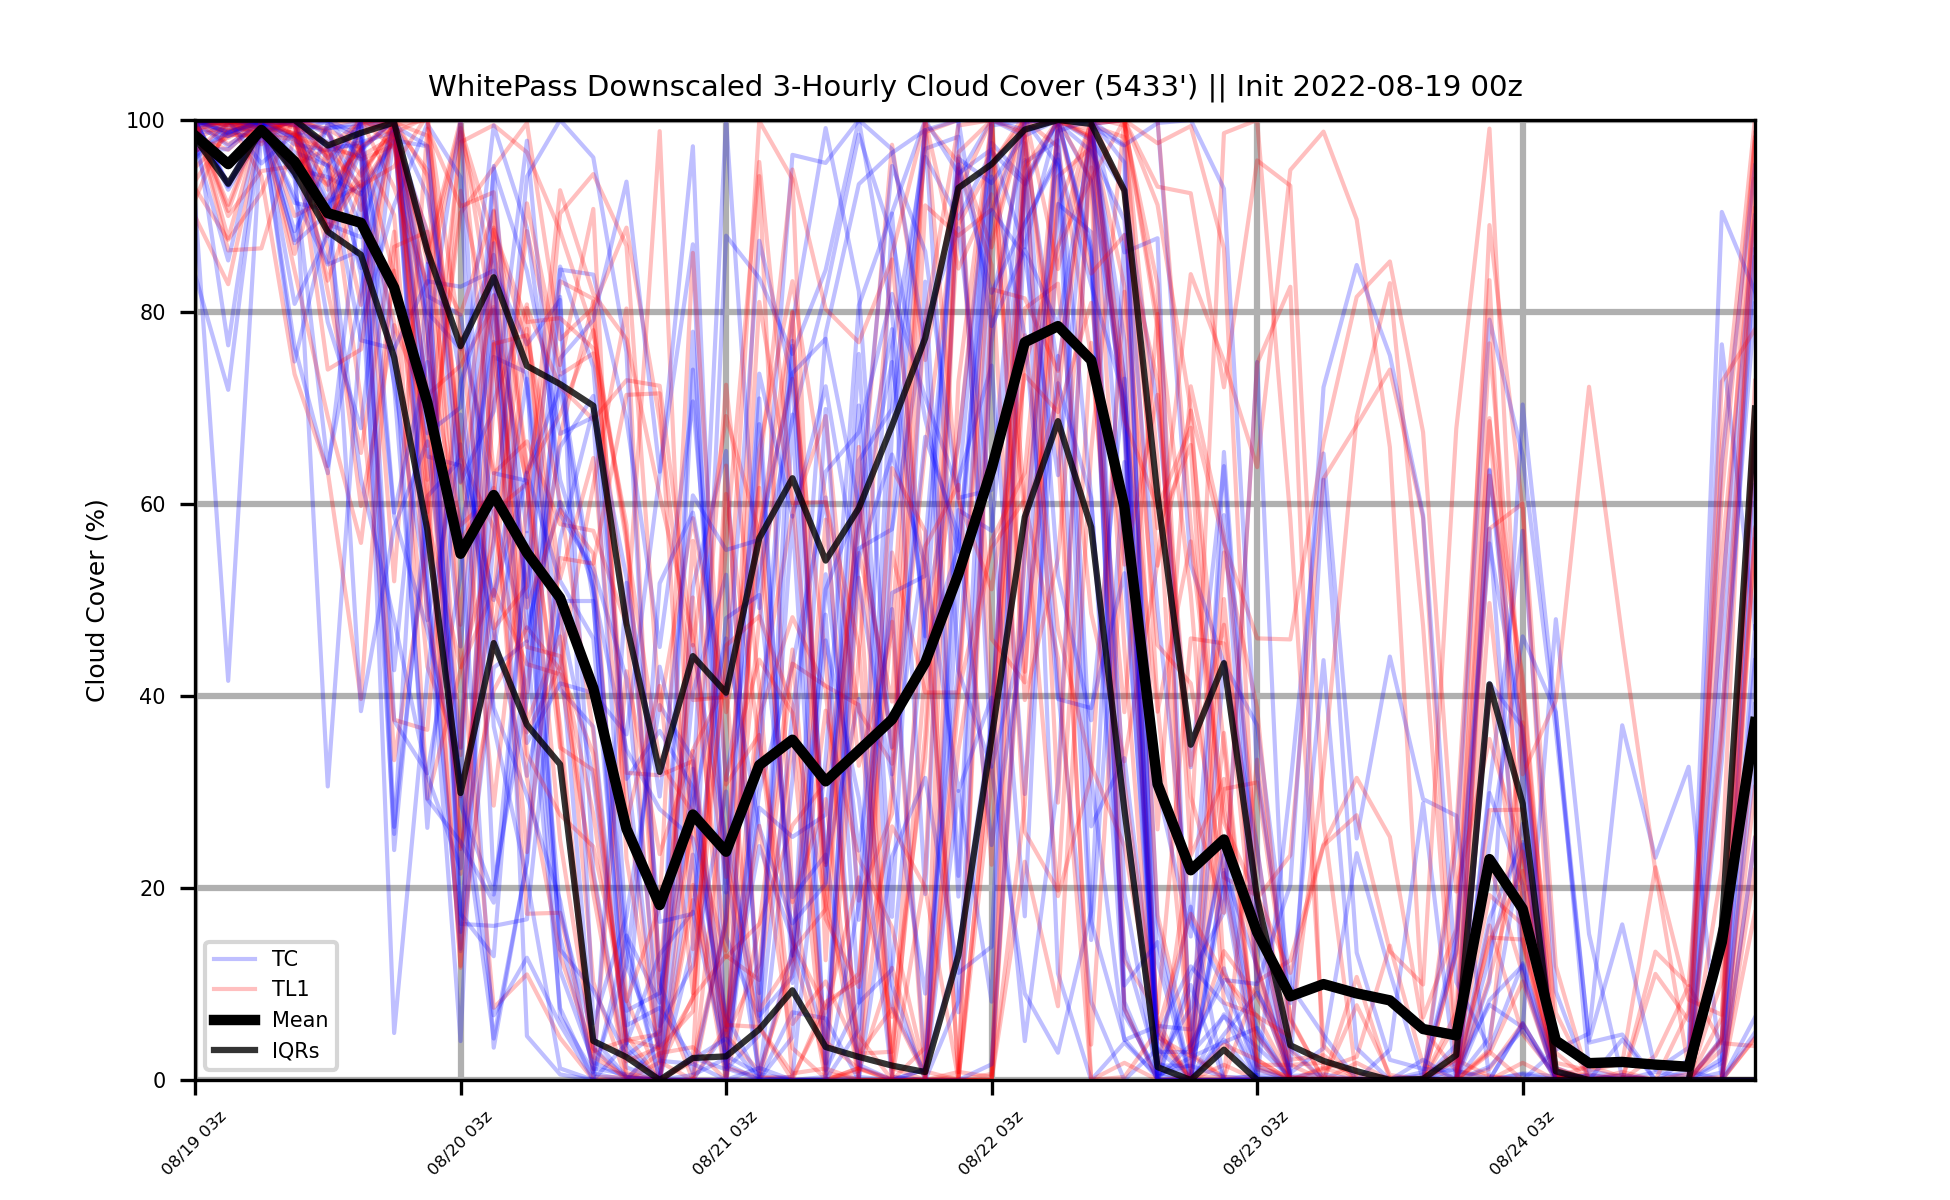 WhitePass Downscaled 3-Hourly Cloud Cover (5433') || Init 2022-08-19 00z
Cloud Cover (%)
100
80
60
40
20
0
TC
TL1
Mean
IQRs
08/19 03z
08/20 03z
08/21 03z
08/22 03z
08/23 03z
08/24 03z